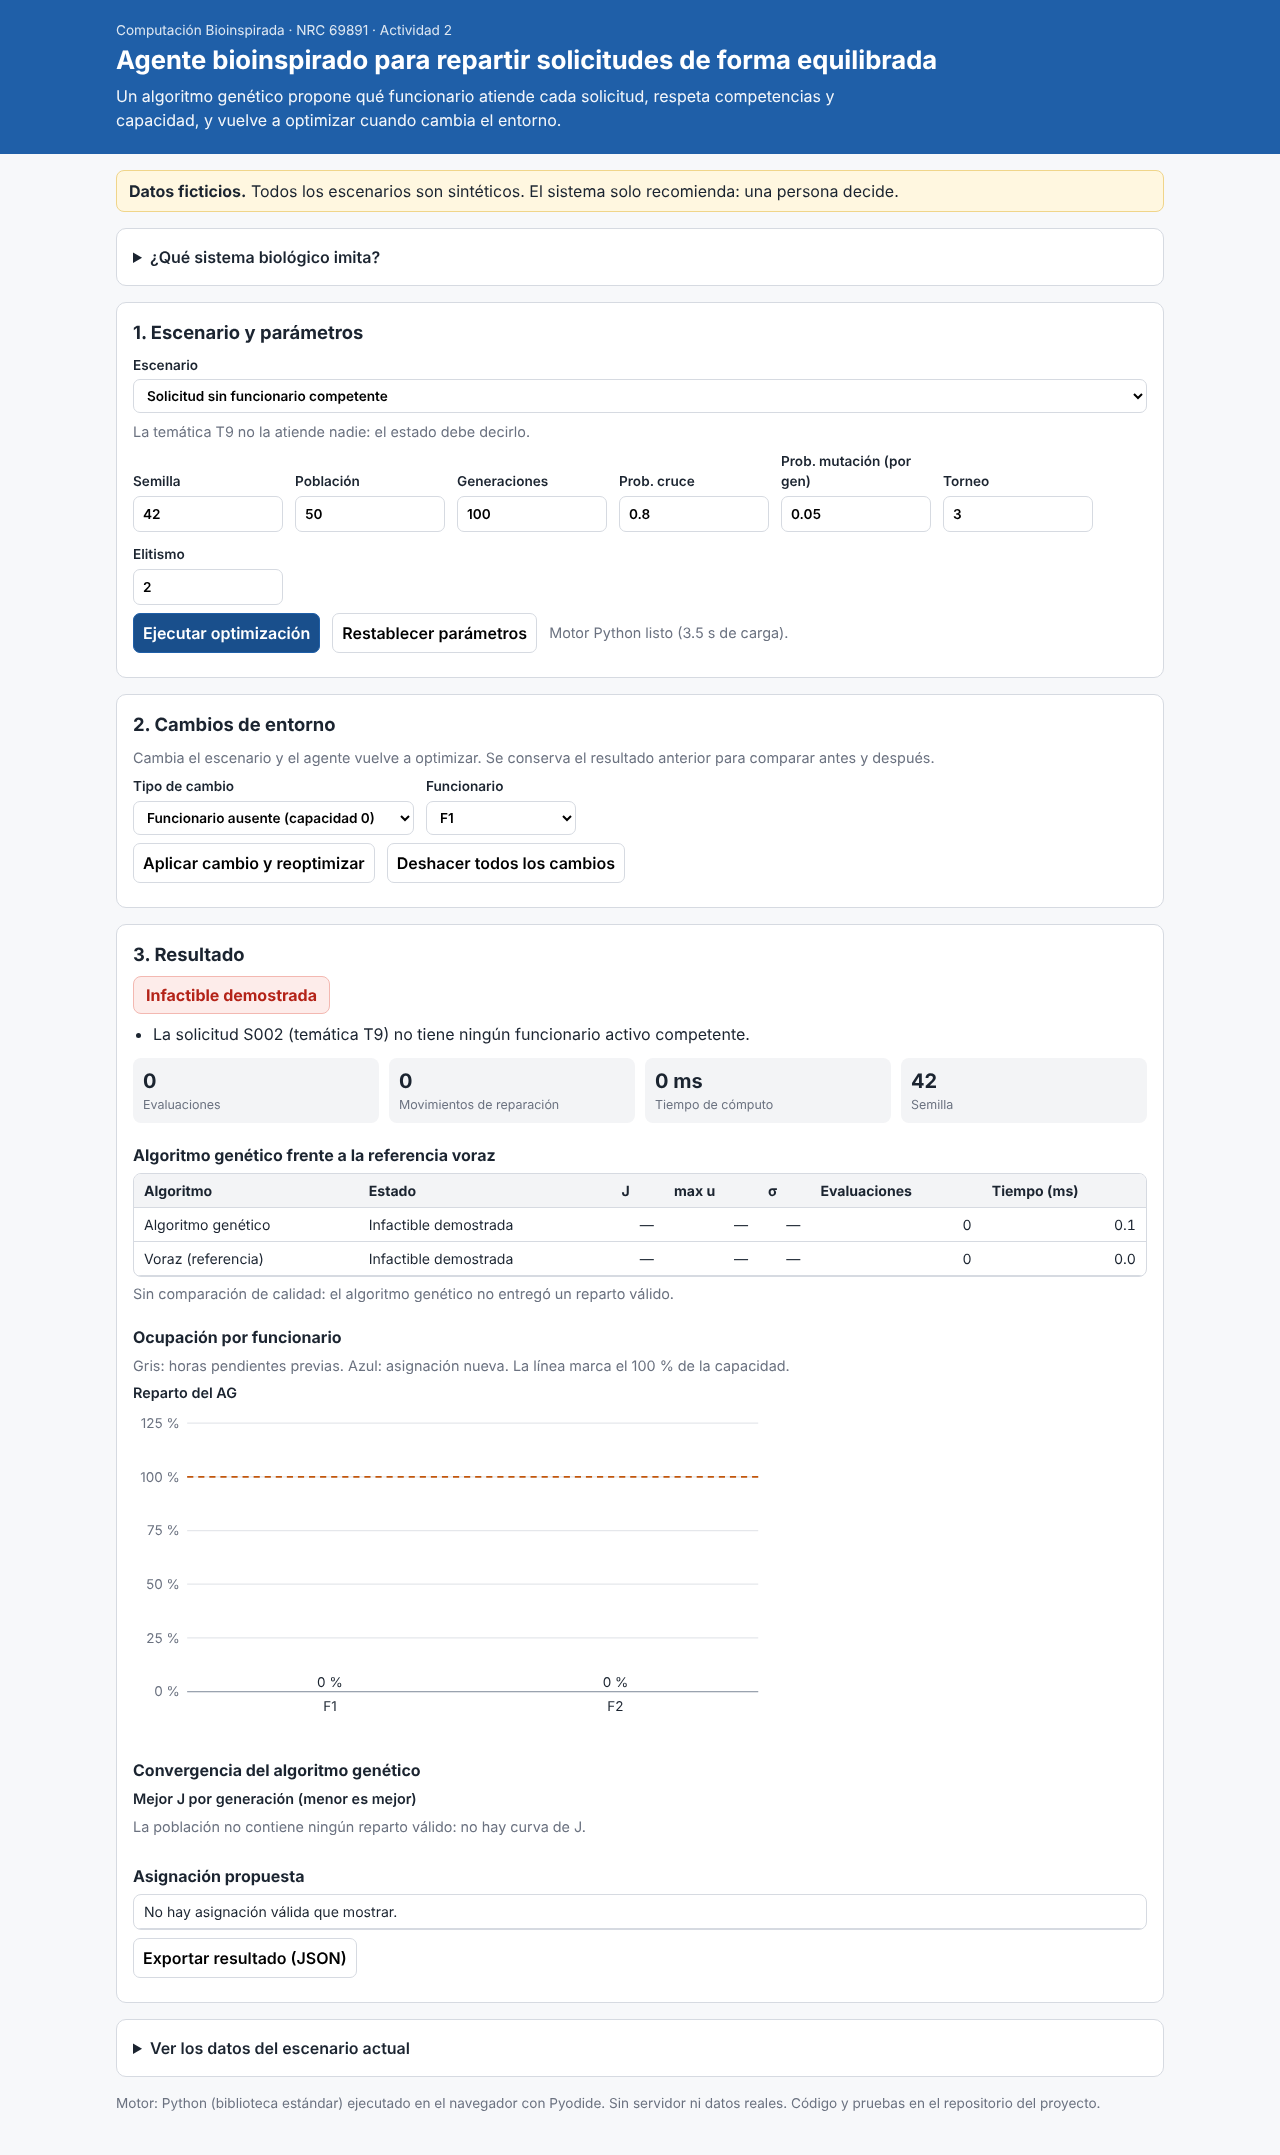 Computación Bioinspirada · NRC 69891 · Actividad 2
Agente bioinspirado para repartir solicitudes de forma equilibrada
Un algoritmo genético propone qué funcionario atiende cada solicitud, respeta competencias y
capacidad, y vuelve a optimizar cuando cambia el entorno.
Datos ficticios. Todos los escenarios son sintéticos. El sistema solo recomienda: una persona decide.
¿Qué sistema biológico imita?
1. Escenario y parámetros
Escenario
Solicitud sin funcionario competente
La temática T9 no la atiende nadie: el estado debe decirlo.
Semilla Población Generaciones Prob. cruce Prob. mutación (por gen) Torneo
42 50 100 0.8 0.05 3
Elitismo
2
Ejecutar optimización Restablecer parámetros Motor Python listo (3.5 s de carga).
2. Cambios de entorno
Cambia el escenario y el agente vuelve a optimizar. Se conserva el resultado anterior para comparar antes y después.
Tipo de cambio Funcionario
Funcionario ausente (capacidad 0) F1
Aplicar cambio y reoptimizar Deshacer todos los cambios
3. Resultado
Infactible demostrada
• La solicitud S002 (temática T9) no tiene ningún funcionario activo competente.
0 0 0 ms 42
Evaluaciones Movimientos de reparación Tiempo de cómputo Semilla
Algoritmo genético frente a la referencia voraz
Algoritmo Estado J max u σ Evaluaciones Tiempo (ms)
Algoritmo genético Infactible demostrada — — — 0 0.1
Voraz (referencia) Infactible demostrada — — — 0 0.0
Sin comparación de calidad: el algoritmo genético no entregó un reparto válido.
Ocupación por funcionario
Gris: horas pendientes previas. Azul: asignación nueva. La línea marca el 100 % de la capacidad.
Reparto del AG
125 %
100 %
75 %
50 %
25 %
0 % 0 % 0 %
F1 F2
Convergencia del algoritmo genético
Mejor J por generación (menor es mejor)
La población no contiene ningún reparto válido: no hay curva de J.
Asignación propuesta
No hay asignación válida que mostrar.
Exportar resultado (JSON)
Ver los datos del escenario actual
Motor: Python (biblioteca estándar) ejecutado en el navegador con Pyodide. Sin servidor ni datos reales. Código y pruebas en el repositorio del proyecto.